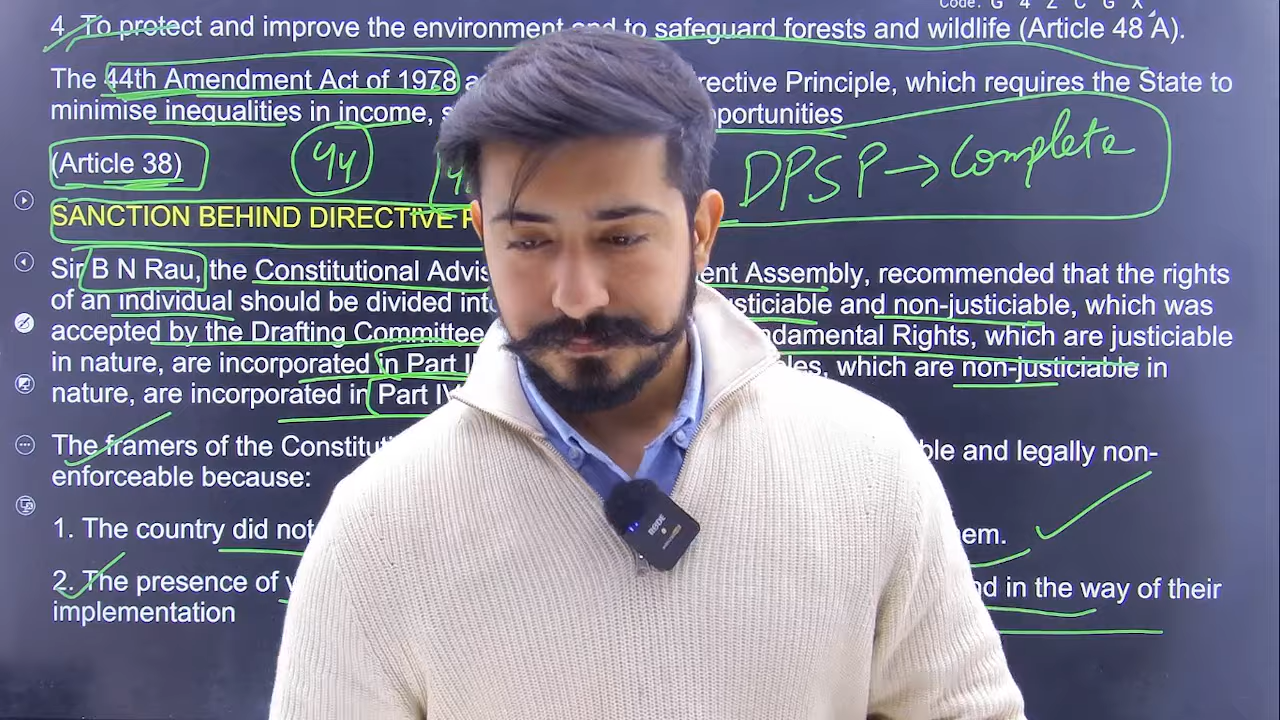 Code: G 4 Z C G X
4. To protect and improve the environment and to safeguard forests and wildlife (Article 48 A).
The 44th Amendment Act of 1978 rective Principle, which requires the State to
minimise inequalities in income, portunities
(Article 38) 44 DPSP → Complete
SANCTION BEHIND DIRECTIVE
Sir B N Rau, the Constitutional Advis ent Assembly, recommended that the rights
of an individual should be divided int usticiable and non-justiciable, which was
accepted by the Drafting Committee ndamental Rights, which are justiciable
in nature, are incorporated in Part I es, which are non-justiciable in
nature, are incorporated in Part IV
The framers of the Constituti ble and legally non-
enforceable because:
1. The country did not em.
2. The presence of nd in the way of their
implementation
RODE